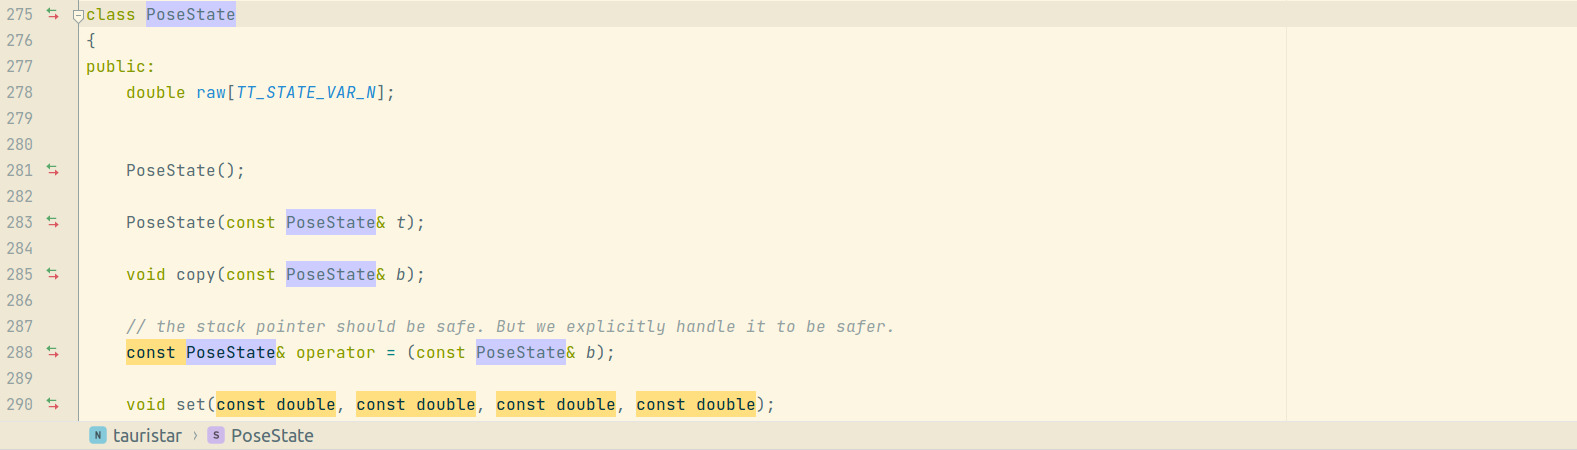 275 class PoseState
276 {
277 public:
278 double raw[TT_STATE_VAR_N];
279
280
281 PoseState();
282
283 PoseState(const PoseState& t);
284
285 void copy(const PoseState& b);
286
287 // the stack pointer should be safe. But we explicitly handle it to be safer.
288 const PoseState& operator = (const PoseState& b);
289
290 void set(const double, const double, const double, const double);
N tauristar › S PoseState